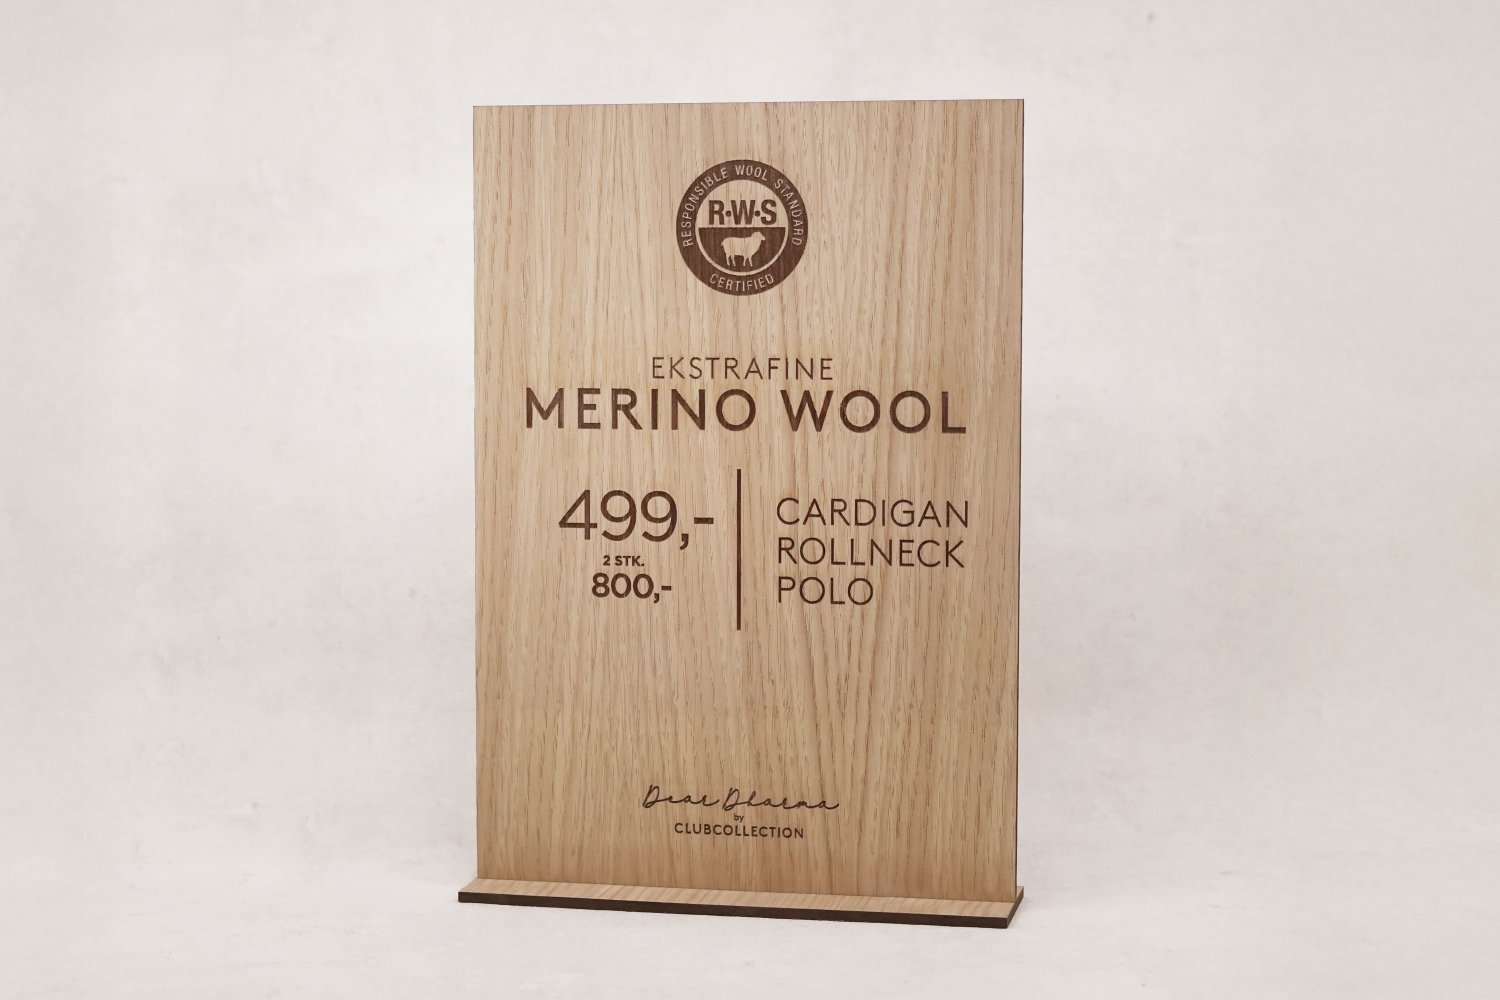 RESPONSIBLE WOOL STANDARD
R·W·S
CERTIFIED
EKSTRAFINE
MERINO WOOL
499,-
2 STK.
800,-
CARDIGAN
ROLLNECK
POLO
Dear Dharma
by
CLUBCOLLECTION